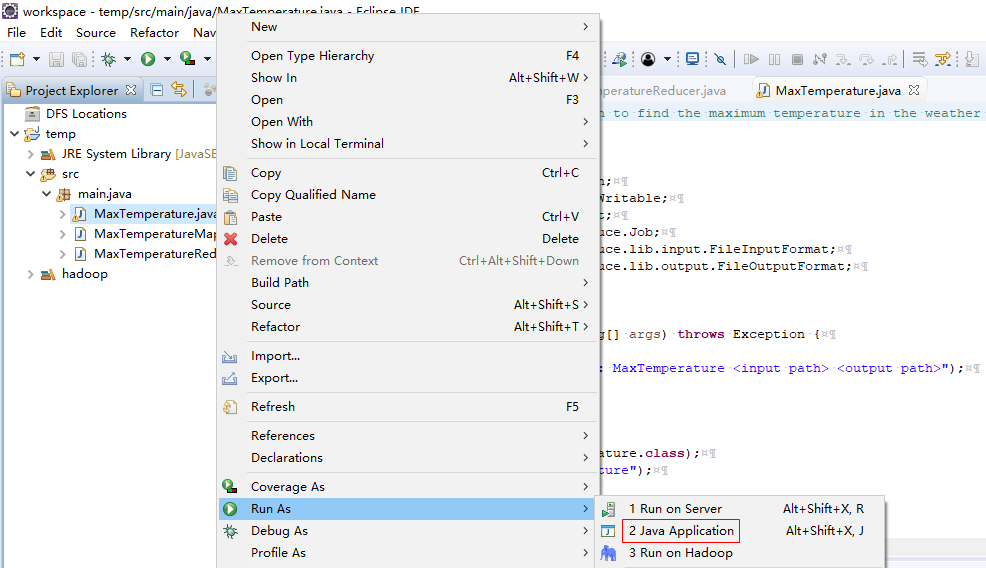 workspace - temp/src/main/java/MaxTemperature.java - Eclipse IDE
File Edit Source Refactor Nav
Project Explorer
DFS Locations
temp
JRE System Library [JavaSE
src
main.java
MaxTemperature.java
MaxTemperatureMap
MaxTemperatureRed
hadoop
New
Open Type Hierarchy F4
Show In Alt+Shift+W
Open F3
Open With
Show in Local Terminal
Copy Ctrl+C
Copy Qualified Name
Paste Ctrl+V
Delete Delete
Remove from Context Ctrl+Alt+Shift+Down
Build Path
Source Alt+Shift+S
Refactor Alt+Shift+T
Import...
Export...
Refresh F5
References
Declarations
Coverage As
Run As
Debug As
Profile As
1 Run on Server Alt+Shift+X, R
2 Java Application Alt+Shift+X, J
3 Run on Hadoop
mperatureReducer.java MaxTemperature.java
n to find the maximum temperature in the weather
n;¤¶
Writable;¤¶
t;¤¶
uce.Job;¤¶
uce.lib.input.FileInputFormat;¤¶
uce.lib.output.FileOutputFormat;¤¶
g[] args) throws Exception {¤¶
: MaxTemperature <input path> <output path>");¤¶
ature.class);¤¶
ture");¤¶